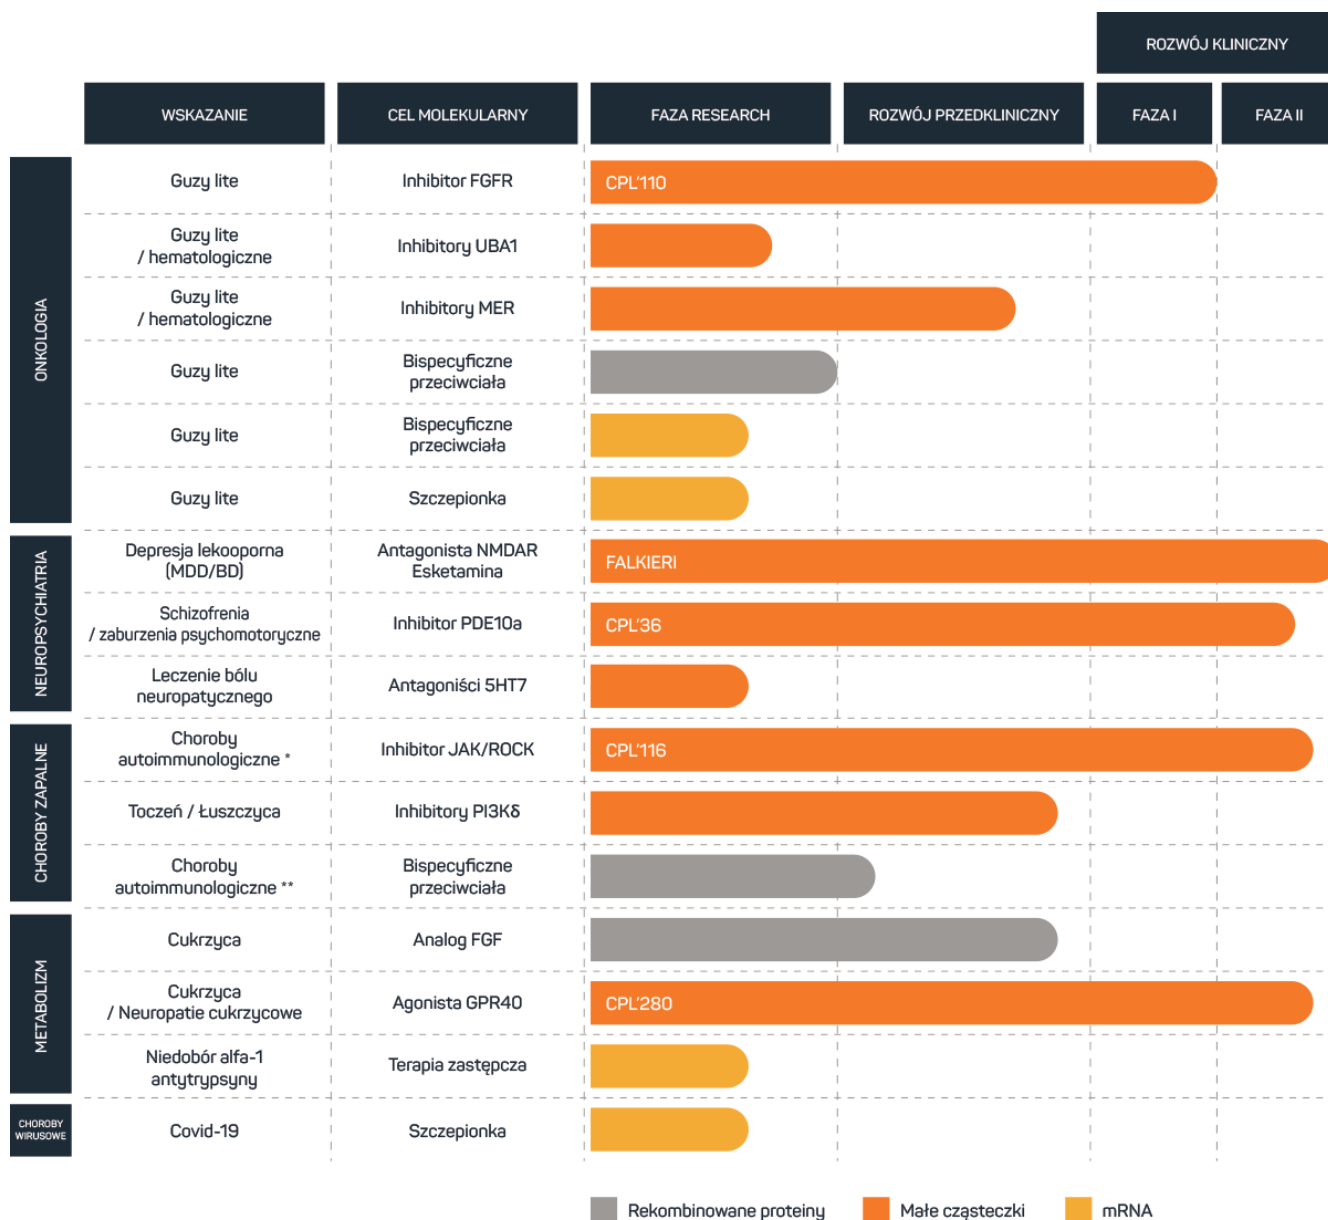 ROZWÓJ KLINICZNY
WSKAZANIE
CEL MOLEKULARNY
FAZA RESEARCH
ROZWÓJ PRZEDKLINICZNY
FAZA I
FAZA II
ONKOLOGIA
Guzy lite
Inhibitor FGFR
CPL'110
Guzy lite
/ hematologiczne
Inhibitory UBA1
Guzy lite
/ hematologiczne
Inhibitory MER
Guzy lite
Bispecyficzne
przeciwciała
Guzy lite
Bispecyficzne
przeciwciała
Guzy lite
Szczepionka
NEUROPSYCHIATRIA
Depresja lekooporna
(MDD/BD)
Antagonista NMDAR
Esketamina
FALKIERI
Schizofrenia
/ zaburzenia psychomotoryczne
Inhibitor PDE10a
CPL'36
Leczenie bólu
neuropatycznego
Antagoniści 5HT7
CHOROBY ZAPALNE
Choroby
autoimmunologiczne *
Inhibitor JAK/ROCK
CPL'116
Toczeń / Łuszczyca
Inhibitory PI3Kδ
Choroby
autoimmunologiczne **
Bispecyficzne
przeciwciała
METABOLIZM
Cukrzyca
Analog FGF
Cukrzyca
/ Neuropatie cukrzycowe
Agonista GPR40
CPL'280
Niedobór alfa-1
antytrypsyny
Terapia zastępcza
CHOROBY
WIRUSOWE
Covid-19
Szczepionka
Rekombinowane proteiny
Małe cząsteczki
mRNA